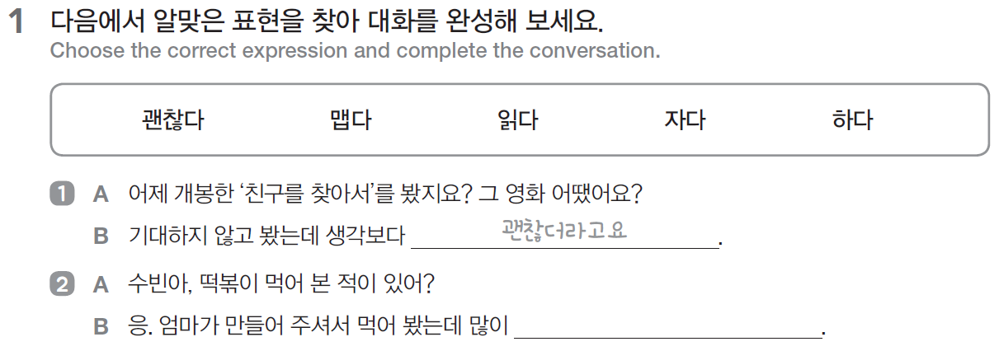 1 다음에서 알맞은 표현을 찾아 대화를 완성해 보세요.
Choose the correct expression and complete the conversation.
괜찮다 맵다 읽다 자다 하다
1 A 어제 개봉한 ‘친구를 찾아서’를 봤지요? 그 영화 어땠어요?
B 기대하지 않고 봤는데 생각보다 괜찮더라고요.
2 A 수빈아, 떡볶이 먹어 본 적이 있어?
B 응. 엄마가 만들어 주셔서 먹어 봤는데 많이 .